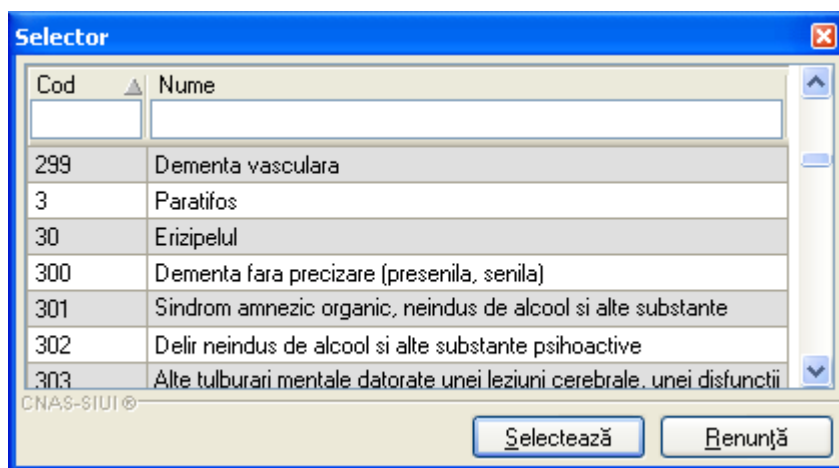 Selector
Cod Nume
299 Dementa vasculara
3 Paratifos
30 Erizipelul
300 Dementa fara precizare (presenila, senila)
301 Sindrom amnezic organic, neindus de alcool si alte substante
302 Delir neindus de alcool si alte substante psihoactive
303 Alte tulburari mentale datorate unei leziuni cerebrale, unei disfunctii
CNAS-SIUI ®
Selectează Renunţă